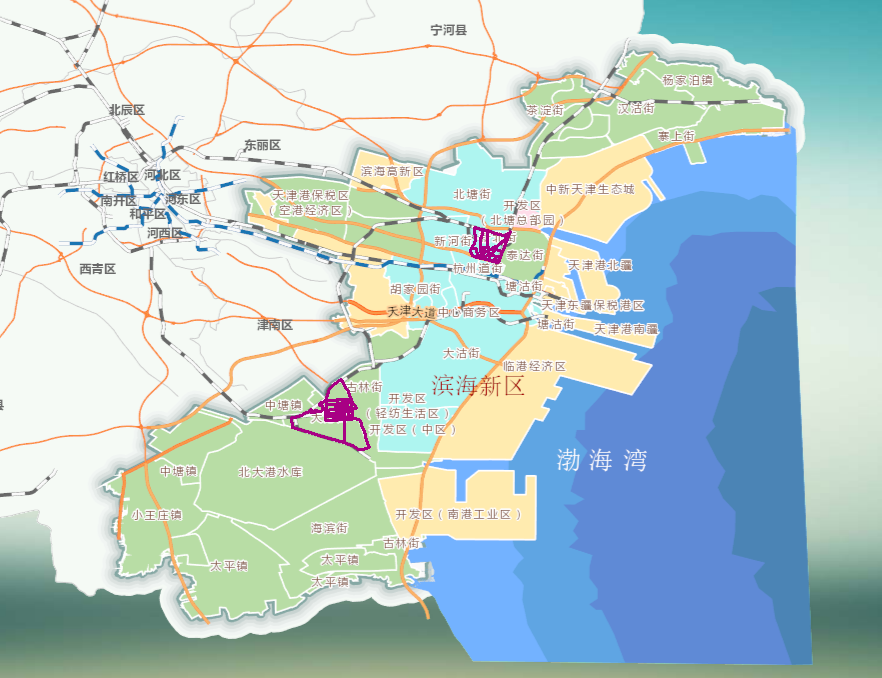 宁河县
杨家泊镇
北辰区
茶淀街
汉沽街
寨上街
东丽区
滨海高新区
红桥区
河北区
中新天津生态城
天津港保税区
（空港经济区）
北塘街
南开区
河东区
开发区
（北塘总部园）
和平区
河西区
新河街
泰达街
西青区
杭州道街
天津港北疆
胡家园街
塘沽街
天津东疆保税港区
天津大道
中心商务区
津南区
塘沽街
天津港南疆
大沽街
临港经济区
滨海新区
古林街
开发区
（轻纺生活区）
中塘镇
开发区（中区）
渤海湾
中塘镇
北大港水库
小王庄镇
开发区（南港工业区）
海滨街
古林街
太平镇
太平镇
太平镇